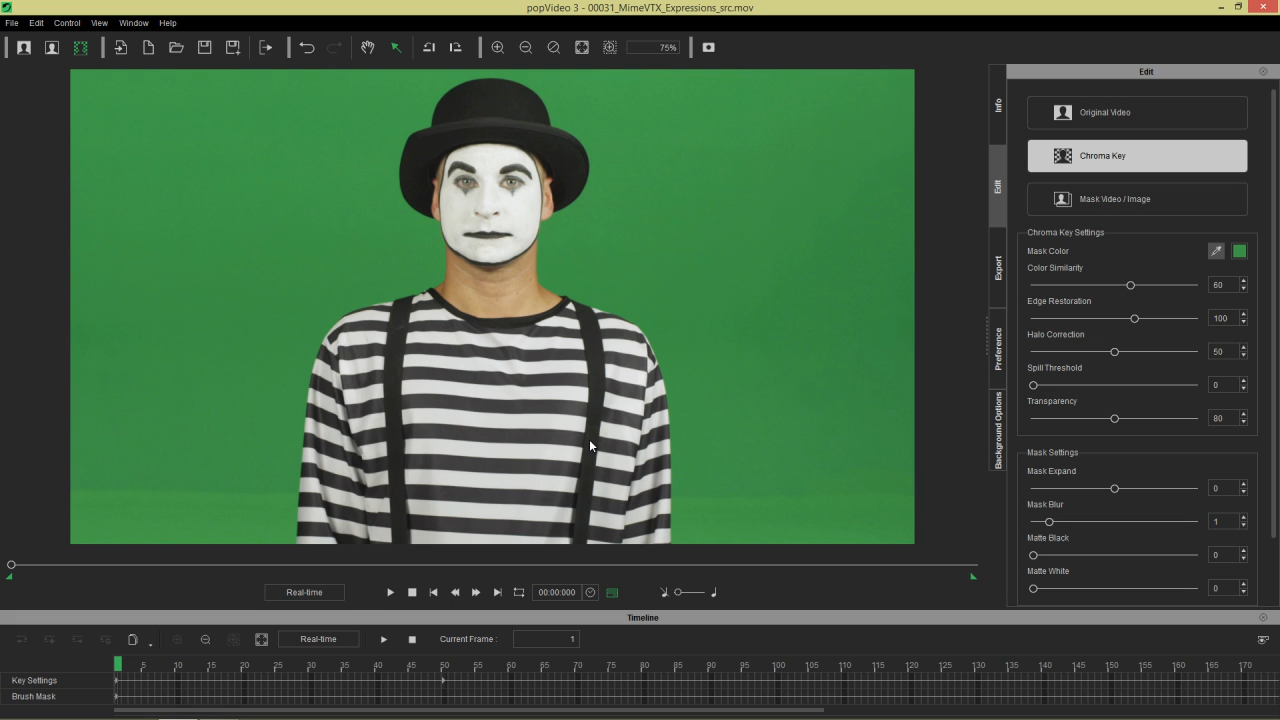 popVideo 3 - 00031_MimeVTX_Expressions_src.mov
File Edit Control View Window Help
75%
Edit
Info
Edit
Export
Preference
Background Options
Original Video
Chroma Key
Mask Video / Image
Chroma Key Settings
Mask Color
Color Similarity
60
Edge Restoration
100
Halo Correction
50
Spill Threshold
0
Transparency
80
Mask Settings
Mask Expand
0
Mask Blur
1
Matte Black
0
Matte White
0
Real-time
00:00:000
Timeline
Real-time
Current Frame :
1
5 10 15 20 25 30 35 40 45 50 55 60 65 70 75 80 85 90 95 100 105 110 115 120 125 130 135 140 145 150 155 160 165 170
Key Settings
Brush Mask